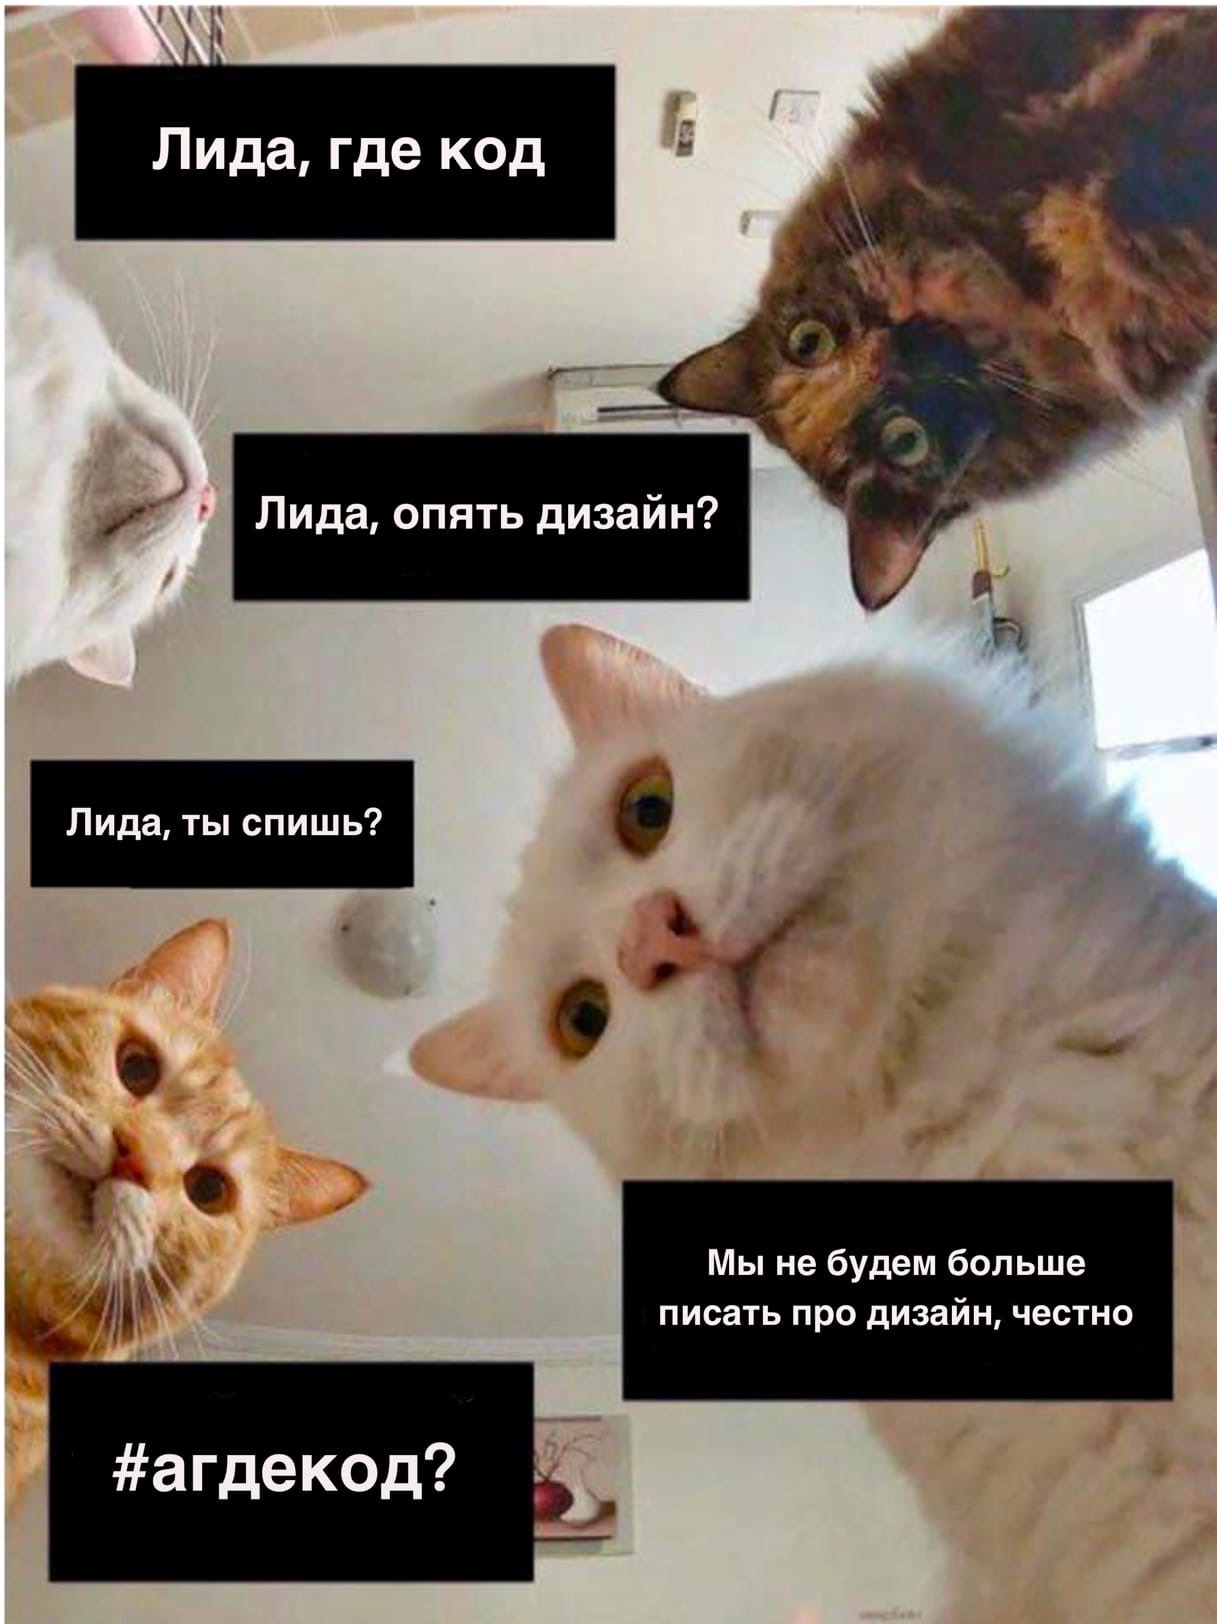 Лида, где код
Лида, опять дизайн?
Лида, ты спишь?
Мы не будем больше
писать про дизайн, честно
#агдекод?